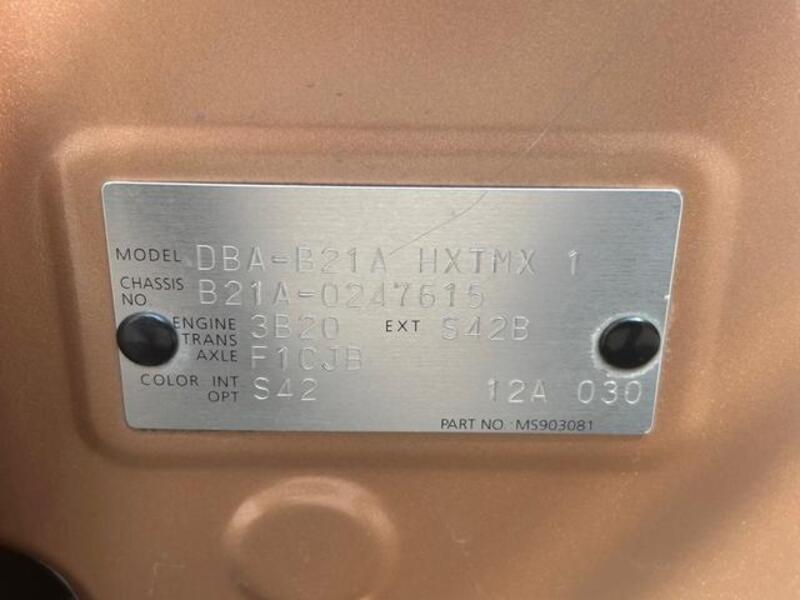 MODEL DBA-B21A HXTMX 1
CHASSIS NO. B21A-0247615
ENGINE 3B20 EXT S42B
TRANS AXLE F1CJB
COLOR INT OPT S42 12A 030
PART NO. MS903081